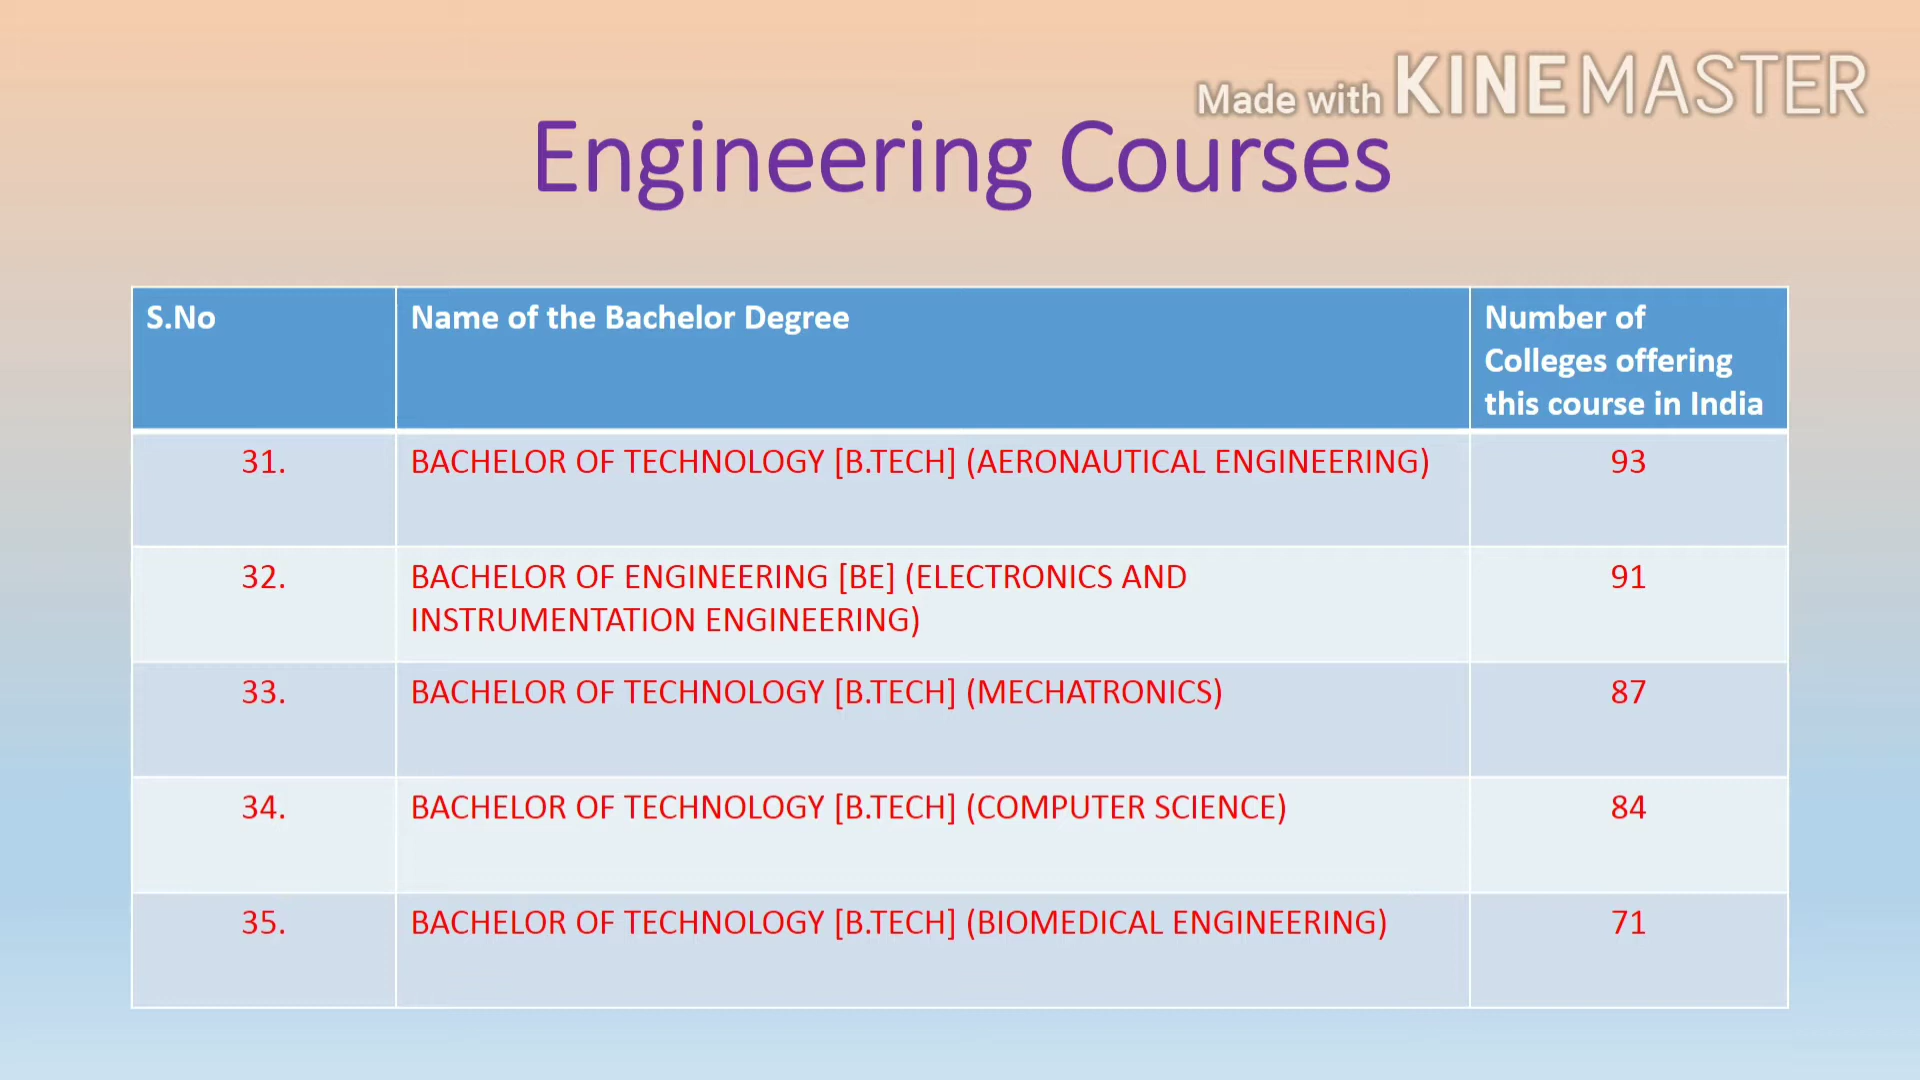 Made with KINEMASTER
Engineering Courses
S.No
Name of the Bachelor Degree
Number of
Colleges offering
this course in India
31.
BACHELOR OF TECHNOLOGY [B.TECH] (AERONAUTICAL ENGINEERING)
93
32.
BACHELOR OF ENGINEERING [BE] (ELECTRONICS AND
INSTRUMENTATION ENGINEERING)
91
33.
BACHELOR OF TECHNOLOGY [B.TECH] (MECHATRONICS)
87
34.
BACHELOR OF TECHNOLOGY [B.TECH] (COMPUTER SCIENCE)
84
35.
BACHELOR OF TECHNOLOGY [B.TECH] (BIOMEDICAL ENGINEERING)
71